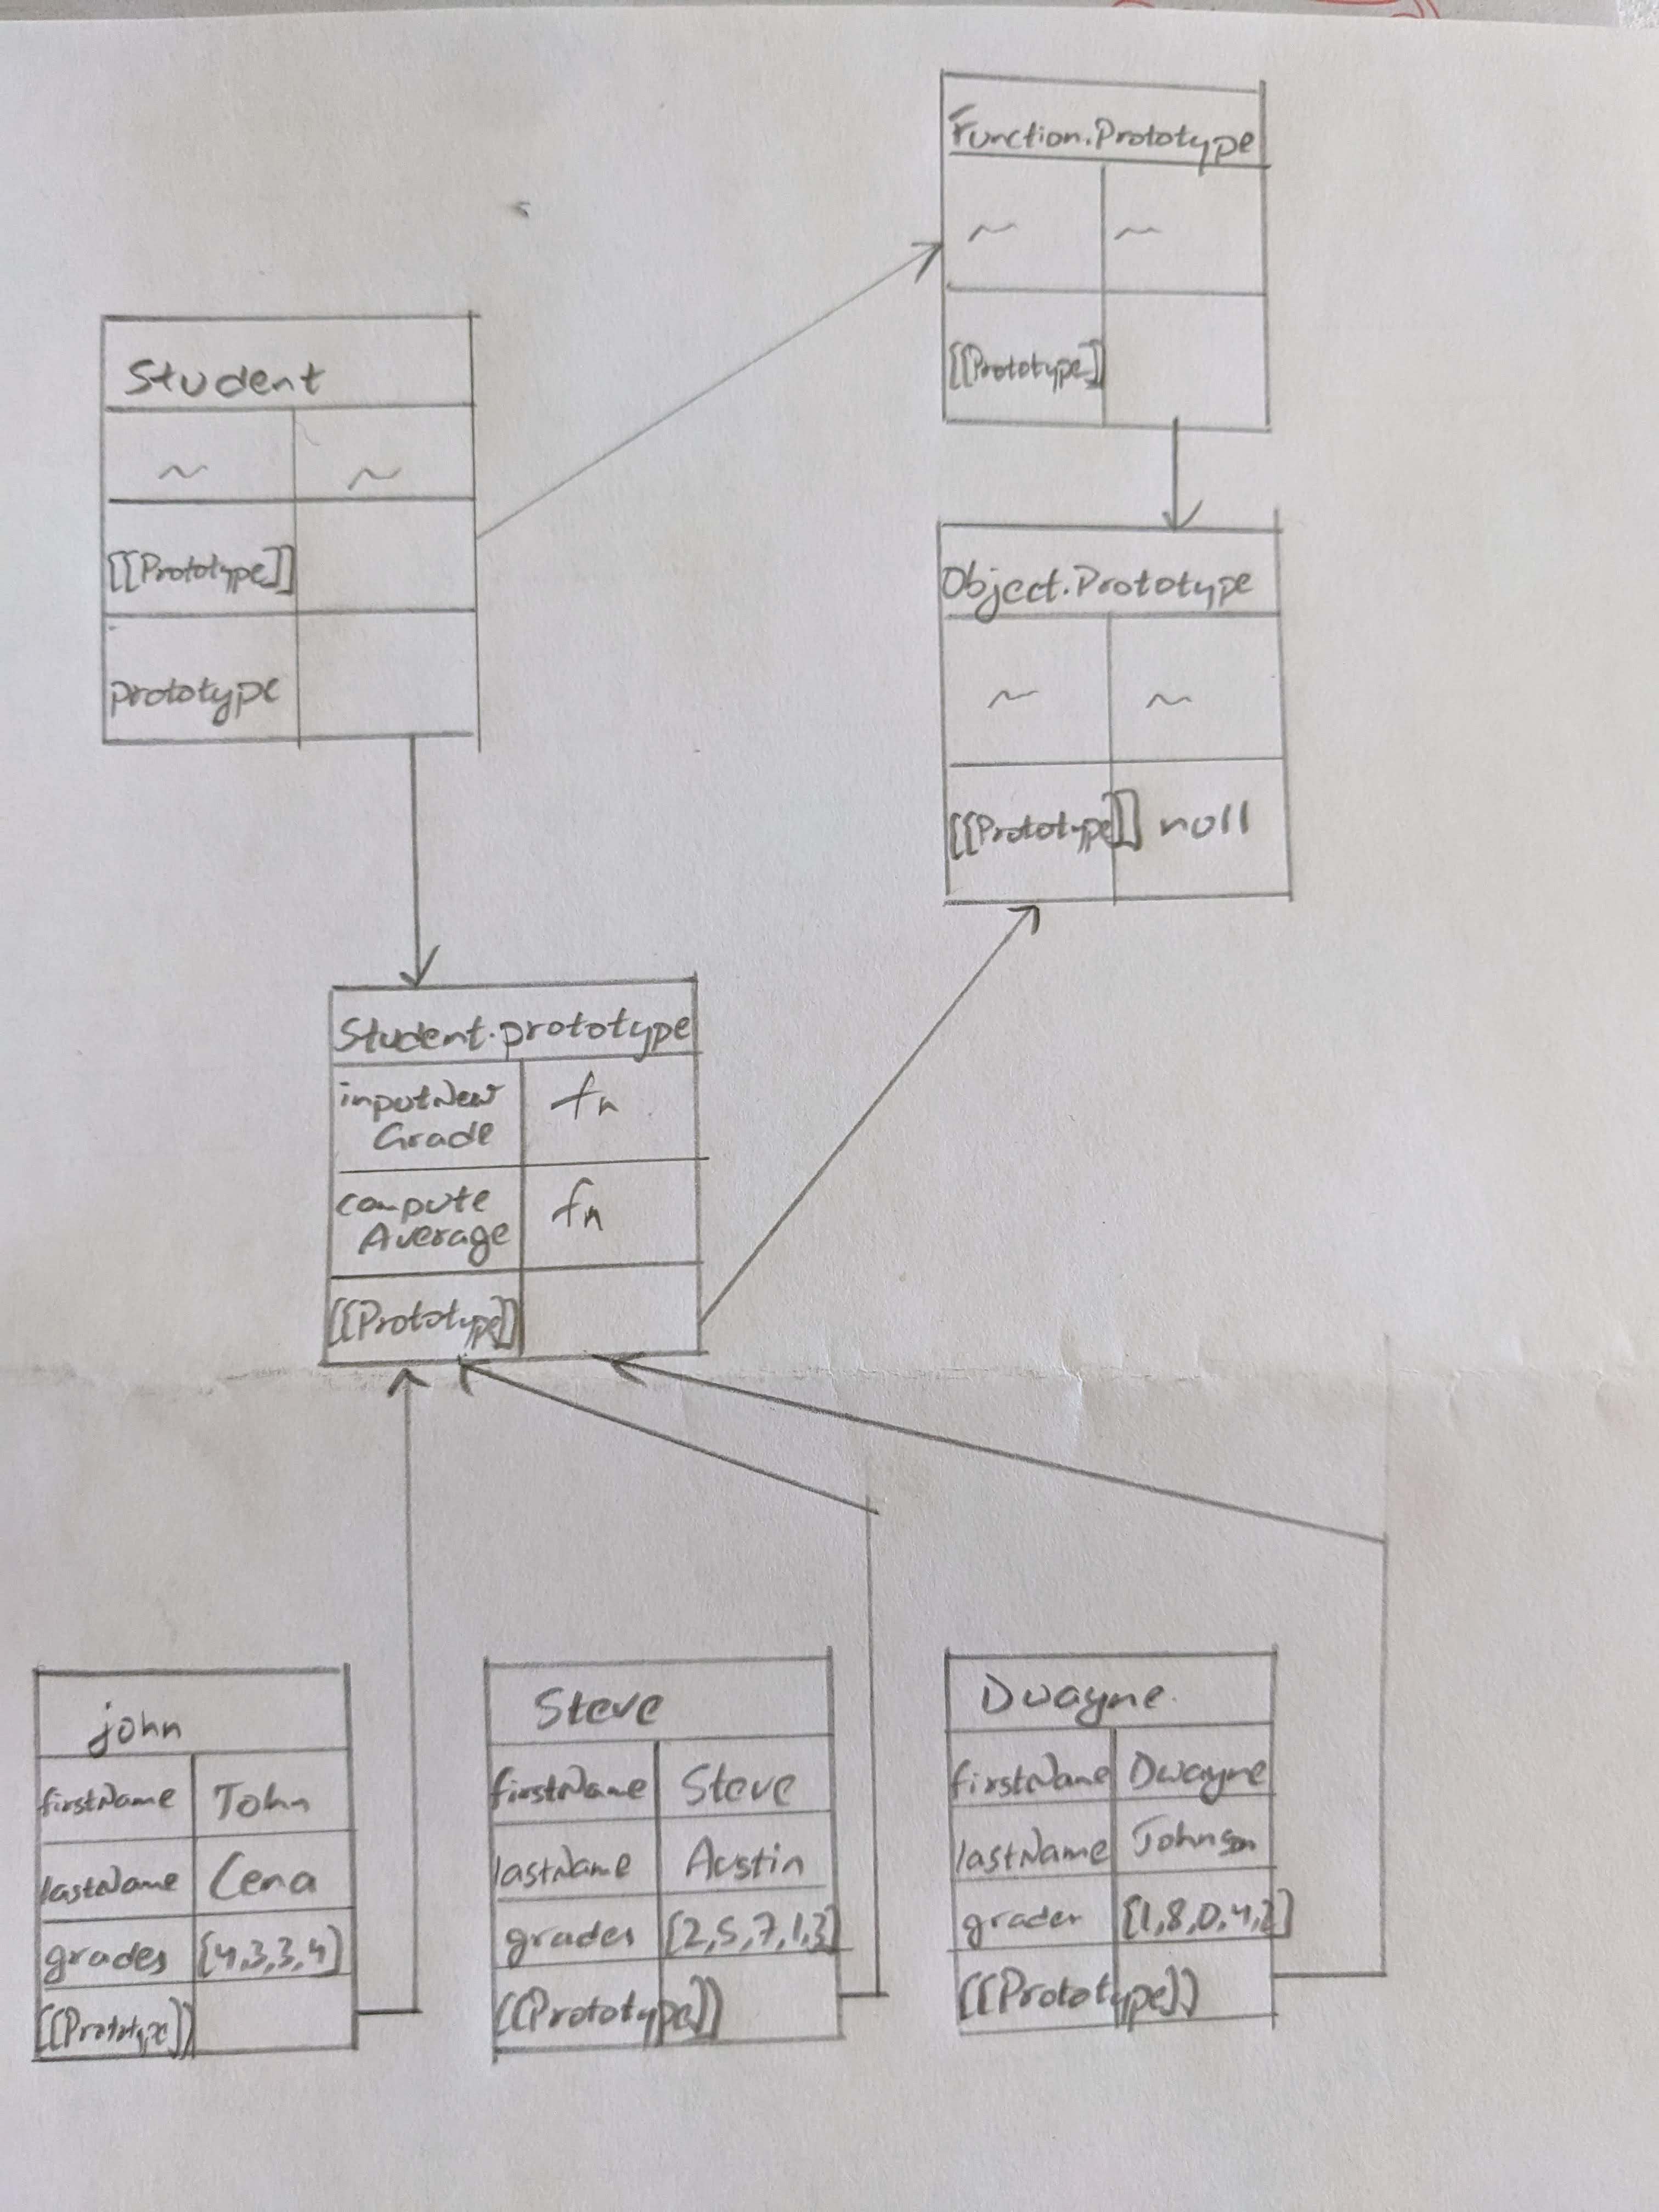 Function.Prototype
~ ~
[[Prototype]]
Student
~ ~
[[Prototype]]
prototype
Object.Prototype
~ ~
[[Prototype]] null
Student.prototype
inputNew fn
Grade
compute fn
Average
[[Prototype]]
john
firstName John
lastName Cena
grades [4,3,3,4]
[[Prototype]]
Steve
firstName Steve
lastName Austin
grades [2,5,7,1,3]
[[Prototype]]
Dwayne
firstName Dwayne
lastName Johnson
grades [1,8,0,4,2]
[[Prototype]]